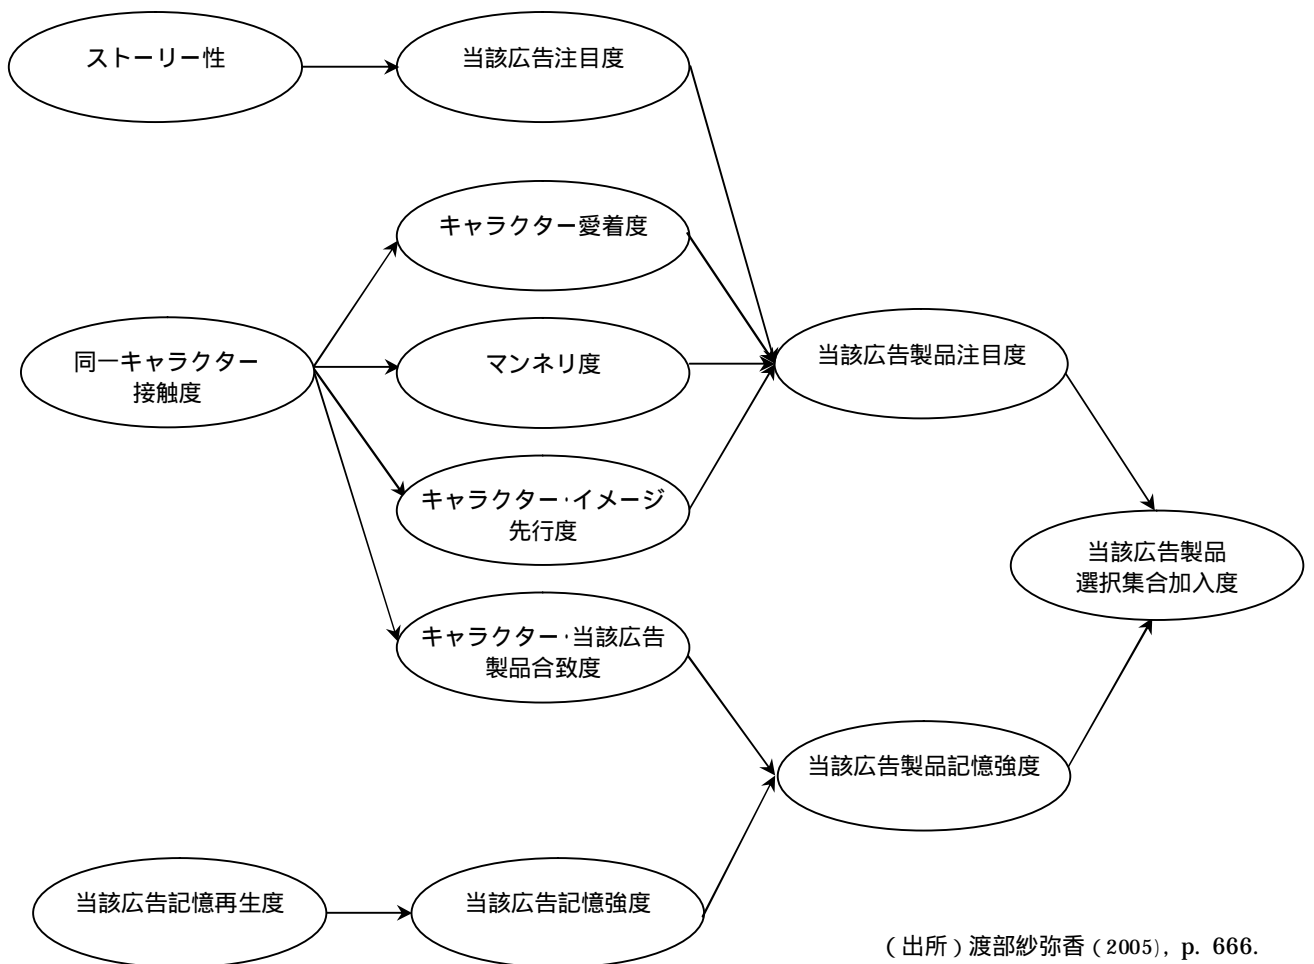 ストーリー性
当該広告注目度
キャラクター愛着度
同一キャラクター
接触度
マンネリ度
当該広告製品注目度
キャラクター・イメージ
先行度
当該広告製品
選択集合加入度
キャラクター・当該広告
製品合致度
当該広告製品記憶強度
当該広告記憶再生度
当該広告記憶強度
(出所)渡部紗弥香(2005), p. 666.